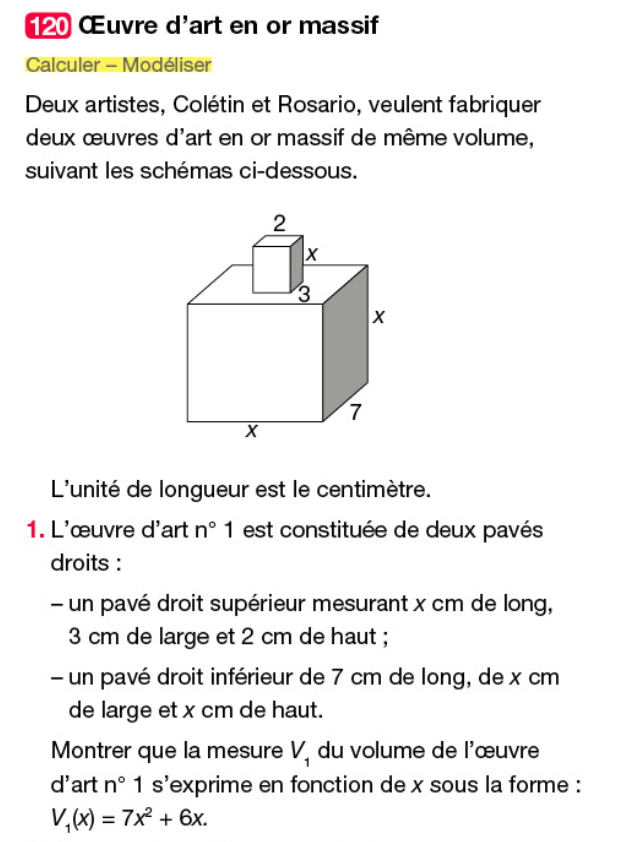 120 Œuvre d'art en or massif
Calculer – Modéliser
Deux artistes, Colétin et Rosario, veulent fabriquer
deux œuvres d'art en or massif de même volume,
suivant les schémas ci-dessous.
2
x
3
x
7
x
L'unité de longueur est le centimètre.
1. L'œuvre d'art n° 1 est constituée de deux pavés
droits :
– un pavé droit supérieur mesurant x cm de long,
3 cm de large et 2 cm de haut ;
– un pavé droit inférieur de 7 cm de long, de x cm
de large et x cm de haut.
Montrer que la mesure V₁ du volume de l'œuvre
d'art n° 1 s'exprime en fonction de x sous la forme :
V₁(x) = 7x² + 6x.